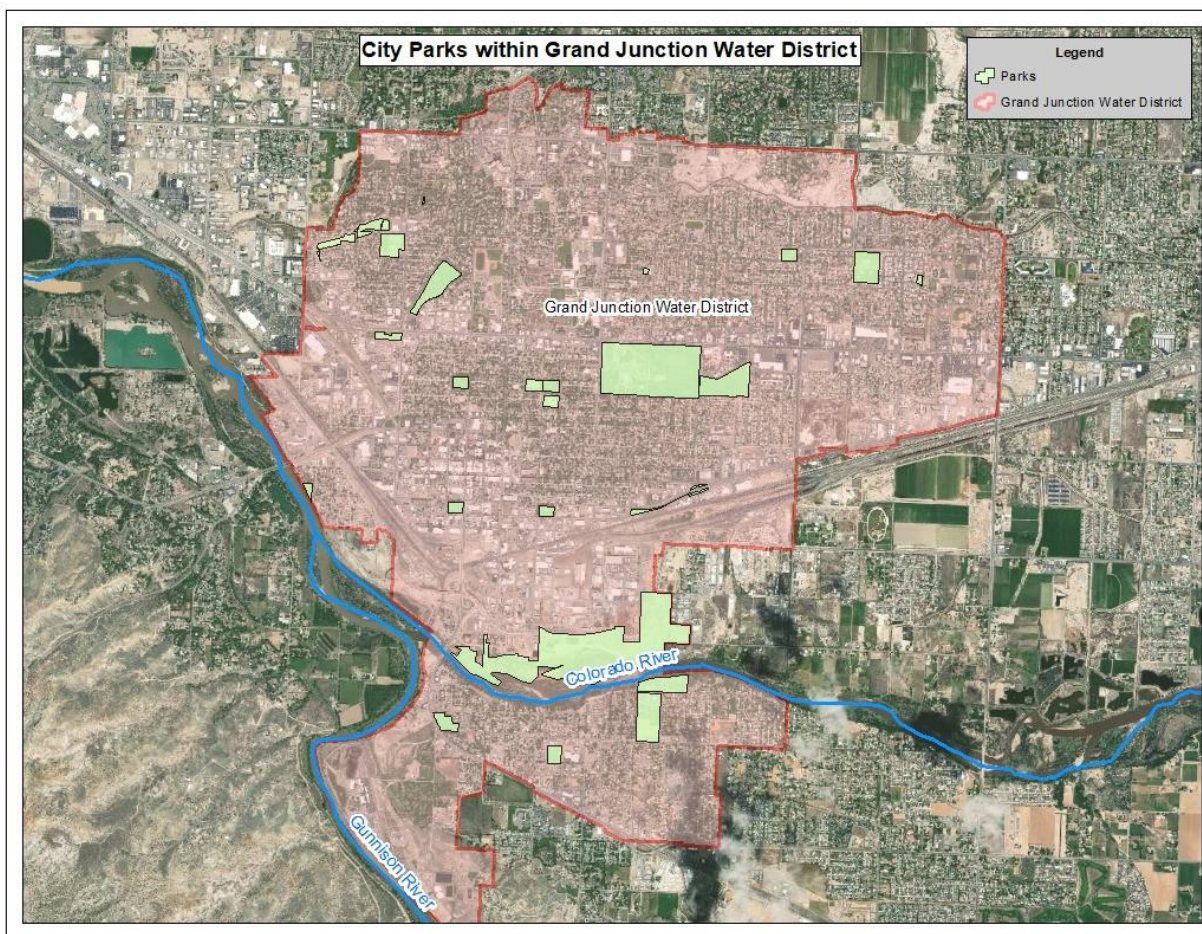 City Parks within Grand Junction Water District
Legend
Parks
Grand Junction Water District
Grand Junction Water District
Colorado River
Gunnison River